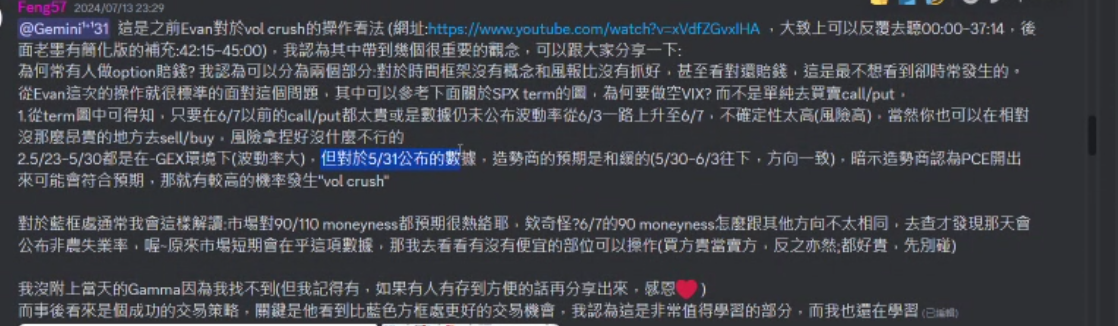 Feng57 2024/07/13 23:29
@Gemini¹⁺¹31 這是之前Evan對於vol crush的操作看法 (網址:https://www.youtube.com/watch?v=xVdfZGvxlHA ，大致上可以反覆去聽00:00-37:14，後
面老墨有簡化版的補充:42:15-45:00)，我認為其中帶到幾個很重要的觀念，可以跟大家分享一下:
為何常有人做option賠錢? 我認為可以分為兩個部分:對於時間框架沒有概念和風報比沒有抓好，甚至看對還賠錢，這是最不想看到卻時常發生的。
從Evan這次的操作就很標準的面對這個問題，其中可以參考下面關於SPX term的圖，為何要做空VIX? 而不是單純去買賣call/put，
1.從term圖中可得知，只要在6/7以前的call/put都太貴或是數據仍未公布波動率從6/3一路上升至6/7，不確定性太高(風險高)，當然你也可以在相對
沒那麼昂貴的地方去sell/buy，風險拿捏好沒什麼不行的
2.5/23-5/30都是在-GEX環境下(波動率大)，但對於5/31公布的數據，造勢商的預期是和緩的(5/30-6/3往下，方向一致)，暗示造勢商認為PCE開出
來可能會符合預期，那就有較高的機率發生"vol crush"
對於藍框處通常我會這樣解讀:市場對90/110 moneyness都預期很熱絡耶，欸奇怪?6/7的90 moneyness怎麼跟其他方向不太相同，去查才發現那天會
公布非農失業率，喔~原來市場短期會在乎這項數據，那我去看看有沒有便宜的部位可以操作(買方貴當賣方，反之亦然;都好貴，先別碰)
我沒附上當天的Gamma因為我找不到(但我記得有，如果有人有存到方便的話再分享出來，感恩❤️)
而事後看來是個成功的交易策略，關鍵是他看到比藍色方框處更好的交易機會，我認為這是非常值得學習的部分，而我也還在學習 (已編輯)